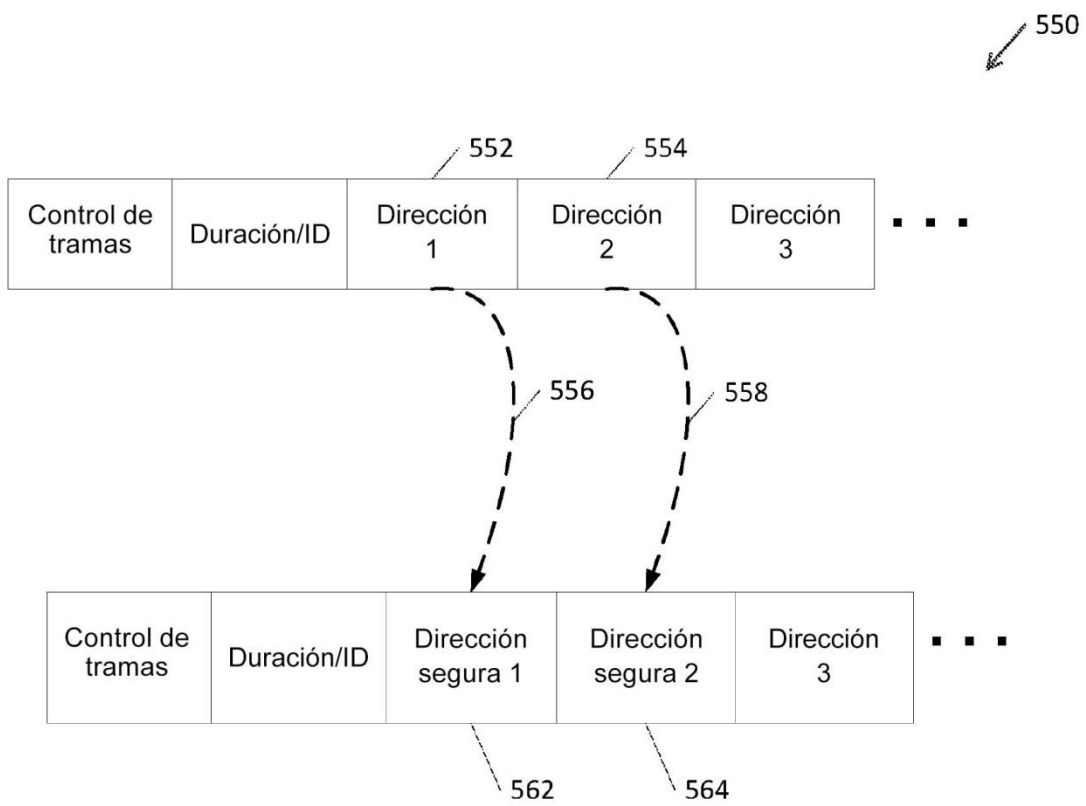 550
552
554
Control de
tramas
Duración/ID
Dirección
1
Dirección
2
Dirección
3
. . .
556
558
Control de
tramas
Duración/ID
Dirección
segura 1
Dirección
segura 2
Dirección
3
. . .
562
564